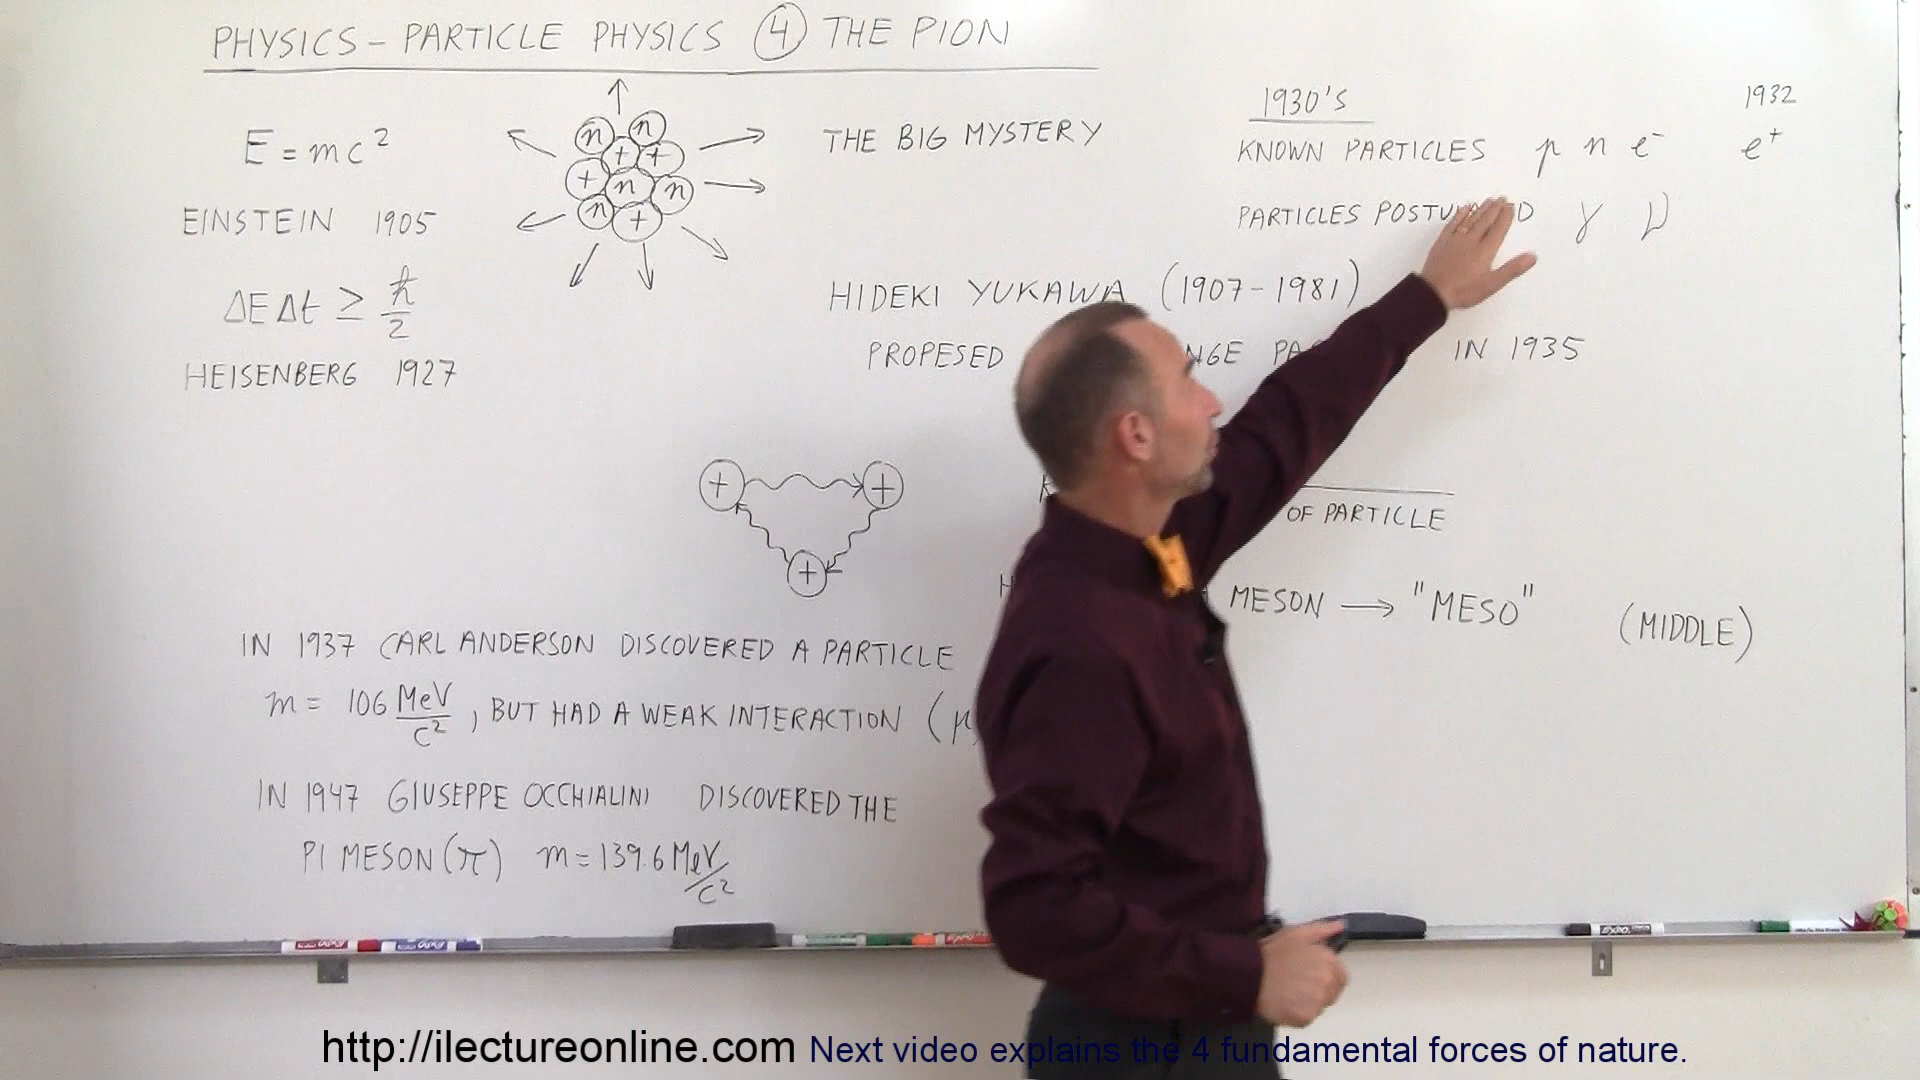 PHYSICS - PARTICLE PHYSICS ④ THE PION
E = mc²
EINSTEIN 1905
ΔE Δt ≥ ℏ/2
HEISENBERG 1927
n n
+ +
+ n n
n +
THE BIG MYSTERY
1930'S
1932
KNOWN PARTICLES p n e⁻ e⁺
PARTICLES γ ν
HIDEKI YUKAWA (1907-1981)
PROPESED IN 1935
+ +
+
OF PARTICLE
MESON → "MESO" (MIDDLE)
IN 1937 CARL ANDERSON DISCOVERED A PARTICLE
m = 106 MeV/c², BUT HAD A WEAK INTERACTION (μ
IN 1947 GIUSEPPE OCCHIALINI DISCOVERED THE
PI MESON (π) m = 139.6 MeV/c²
EXPO
http://ilectureonline.com Next video explains the 4 fundamental forces of nature.